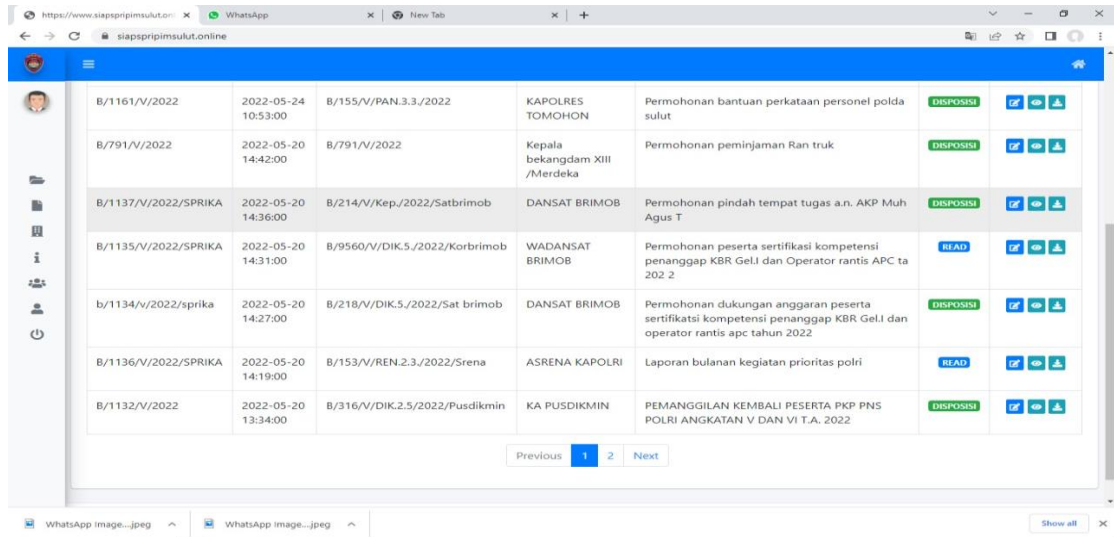 https://www.siapspripimsulut.on
WhatsApp
New Tab
siapspripimsulut.online
B/1161/V/2022
2022-05-24
10:53:00
B/155/V/PAN.3.3./2022
KAPOLRES
TOMOHON
Permohonan bantuan perkataan personel polda
sulut
DISPOSISI
B/791/V/2022
2022-05-20
14:42:00
B/791/V/2022
Kepala
bekangdam XIII
/Merdeka
Permohonan peminjaman Ran truk
DISPOSISI
B/1137/V/2022/SPRIKA
2022-05-20
14:36:00
B/214/V/Kep./2022/Satbrimob
DANSAT BRIMOB
Permohonan pindah tempat tugas a.n. AKP Muh
Agus T
DISPOSISI
B/1135/V/2022/SPRIKA
2022-05-20
14:31:00
B/9560/V/DIK.5./2022/Korbrimob
WADANSAT
BRIMOB
Permohonan peserta sertifikasi kompetensi
penanggap KBR Gel.I dan Operator rantis APC ta
202 2
READ
b/1134/v/2022/sprika
2022-05-20
14:27:00
B/218/V/DIK.5./2022/Sat brimob
DANSAT BRIMOB
Permohonan dukungan anggaran peserta
sertifikatsi kompetensi penanggap KBR Gel.I dan
operator rantis apc tahun 2022
DISPOSISI
B/1136/V/2022/SPRIKA
2022-05-20
14:19:00
B/153/V/REN.2.3./2022/Srena
ASRENA KAPOLRI
Laporan bulanan kegiatan prioritas polri
READ
B/1132/V/2022
2022-05-20
13:34:00
B/316/V/DIK.2.5/2022/Pusdikmin
KA PUSDIKMIN
PEMANGGILAN KEMBALI PESERTA PKP PNS
POLRI ANGKATAN V DAN VI T.A. 2022
DISPOSISI
Previous 1 2 Next
WhatsApp Image....jpeg
WhatsApp Image....jpeg
Show all